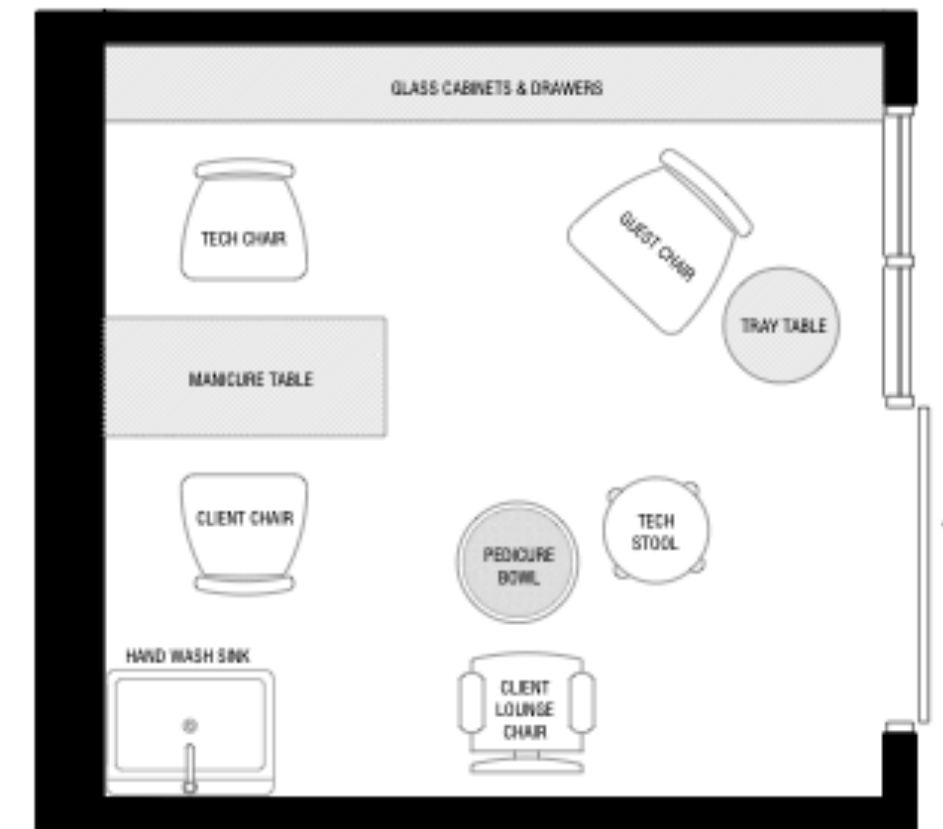 GLASS CABINETS & DRAWERS
TECH CHAIR
GUEST CHAIR
TRAY TABLE
MANICURE TABLE
CLIENT CHAIR
TECH
STOOL
PEDICURE
BOWL
HAND WASH SINK
CLIENT
LOUNGE
CHAIR